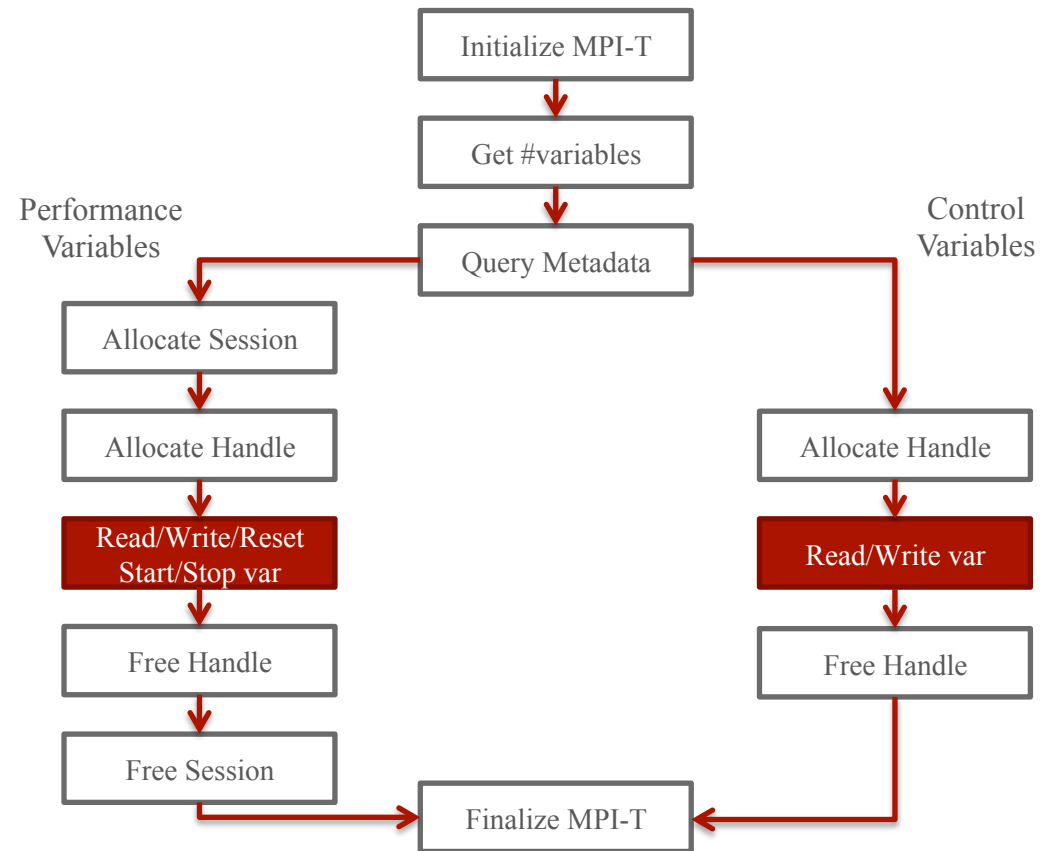 Initialize MPI-T
Get #variables
Performance
Variables
Control
Variables
Query Metadata
Allocate Session
Allocate Handle
Allocate Handle
Read/Write/Reset
Start/Stop var
Read/Write var
Free Handle
Free Handle
Free Session
Finalize MPI-T